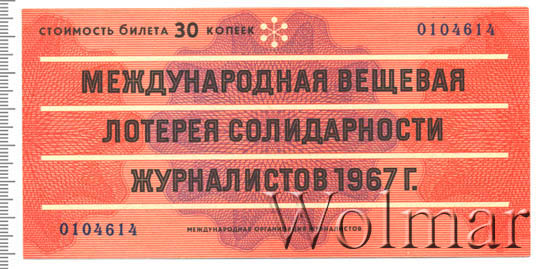 СТОИМОСТЬ БИЛЕТА 30 КОПЕЕК 0104614
МЕЖДУНАРОДНАЯ ВЕЩЕВАЯ
ЛОТЕРЕЯ СОЛИДАРНОСТИ
ЖУРНАЛИСТОВ 1967 Г.
0104614 МЕЖДУНАРОДНАЯ ОРГАНИЗАЦИЯ ЖУРНАЛИСТОВ
Wolmar